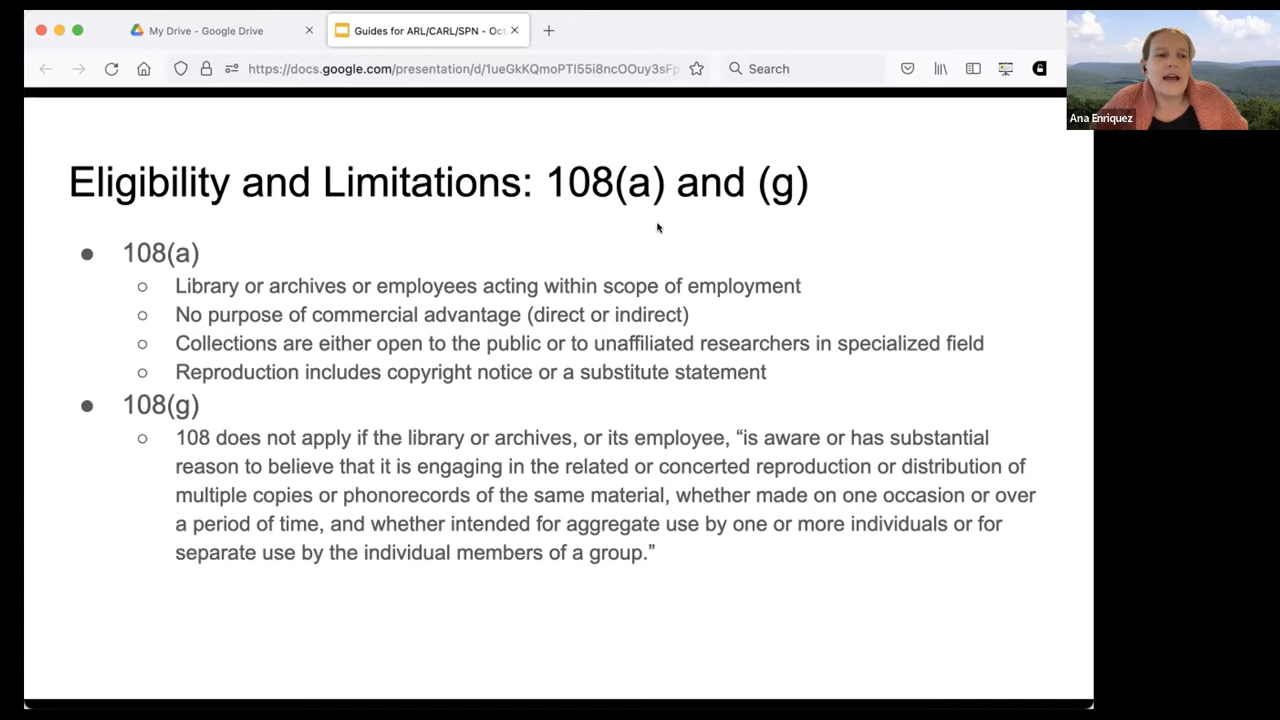 My Drive - Google Drive
Guides for ARL/CARL/SPN - Oct
https://docs.google.com/presentation/d/1ueGkKQmoPTI55i8ncOOuy3sFp
Search
Ana Enriquez
Eligibility and Limitations: 108(a) and (g)
● 108(a)
○ Library or archives or employees acting within scope of employment
○ No purpose of commercial advantage (direct or indirect)
○ Collections are either open to the public or to unaffiliated researchers in specialized field
○ Reproduction includes copyright notice or a substitute statement
● 108(g)
○ 108 does not apply if the library or archives, or its employee, “is aware or has substantial
reason to believe that it is engaging in the related or concerted reproduction or distribution of
multiple copies or phonorecords of the same material, whether made on one occasion or over
a period of time, and whether intended for aggregate use by one or more individuals or for
separate use by the individual members of a group.”